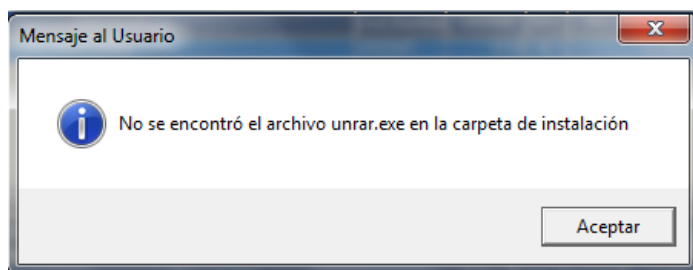 Mensaje al Usuario
No se encontró el archivo unrar.exe en la carpeta de instalación
Aceptar